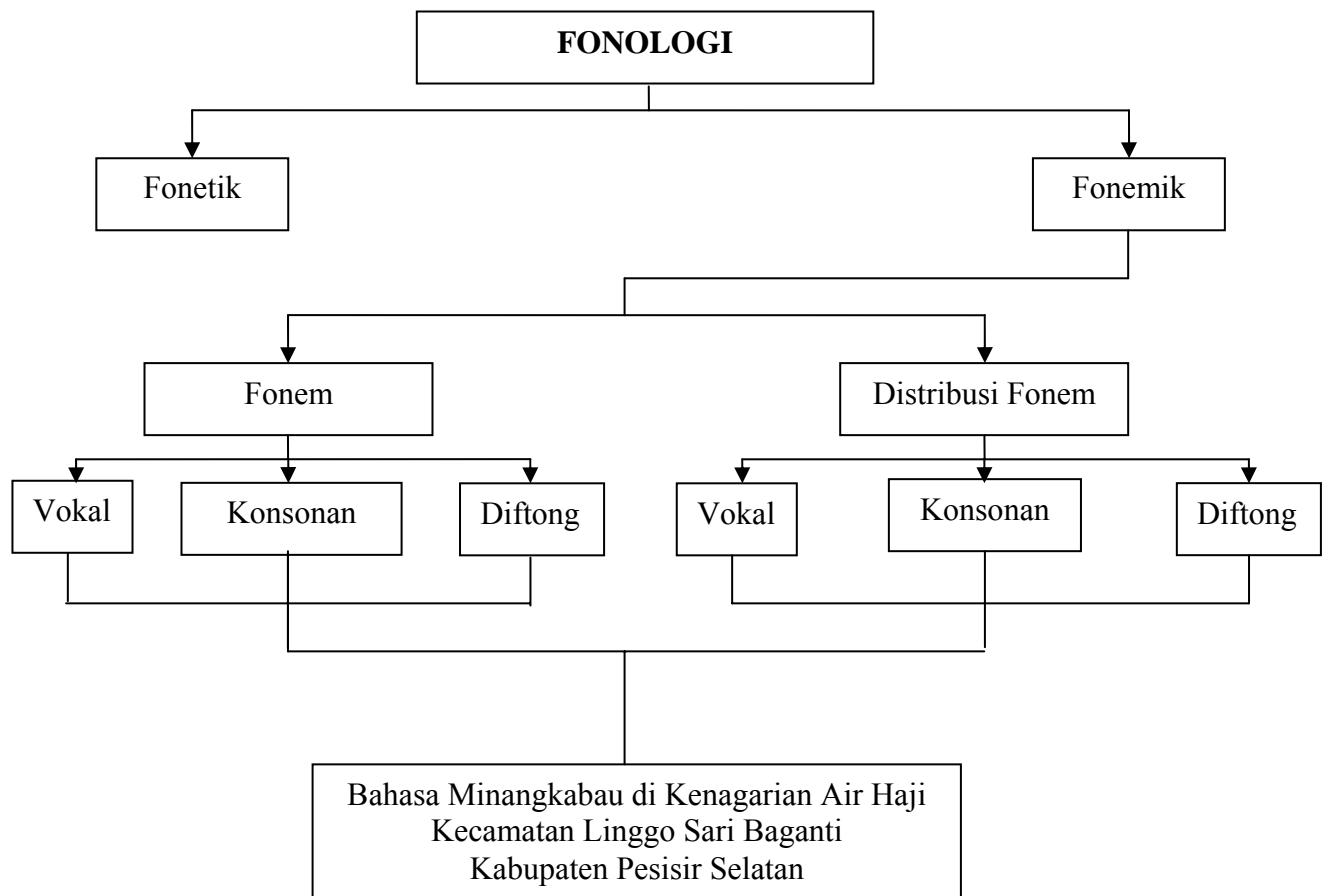 FONOLOGI
Fonetik
Fonemik
Fonem
Distribusi Fonem
Vokal
Konsonan
Diftong
Vokal
Konsonan
Diftong
Bahasa Minangkabau di Kenagarian Air Haji
Kecamatan Linggo Sari Baganti
Kabupaten Pesisir Selatan